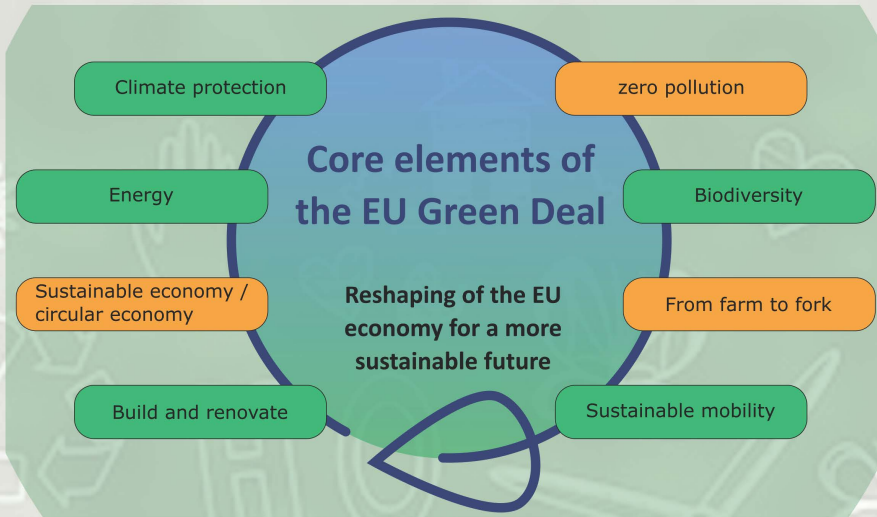 Climate protection
zero pollution
Core elements of
the EU Green Deal
Energy
Biodiversity
Sustainable economy /
circular economy
Reshaping of the EU
economy for a more
sustainable future
From farm to fork
Build and renovate
Sustainable mobility